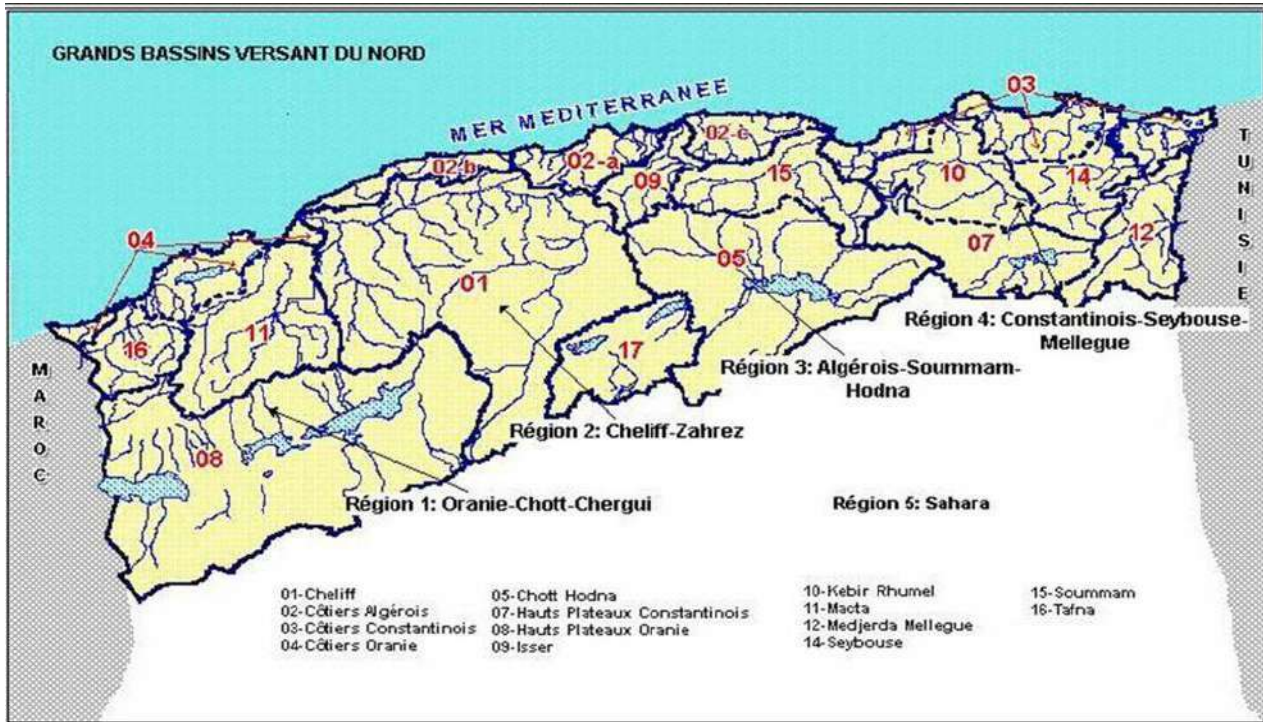 GRANDS BASSINS VERSANT DU NORD
MER MEDITERRANEE
03
02-c
02-b
02-a
09
15
10
14
04
01
05
07
12
16
11
17
08
MAROC
TUNISIE
Région 4: Constantinois-Seybouse-
Mellegue
Région 3: Algérois-Soummam-
Hodna
Région 2: Cheliff-Zahrez
Région 1: Oranie-Chott-Chergui
Région 5: Sahara
01-Cheliff
02-Côtiers Algérois
03-Côtiers Constantinois
04-Côtiers Oranie
05-Chott Hodna
07-Hauts Plateaux Constantinois
08-Hauts Plateaux Oranie
09-Isser
10-Kebir Rhumel
11-Macta
12-Medjerda Mellegue
14-Seybouse
15-Soummam
16-Tafna